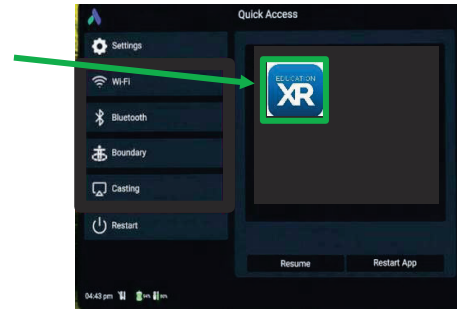 Quick Access
Settings
Wi-Fi
Bluetooth
Boundary
Casting
Restart
EDUCATION
XR
Resume
Restart App
04:43 pm